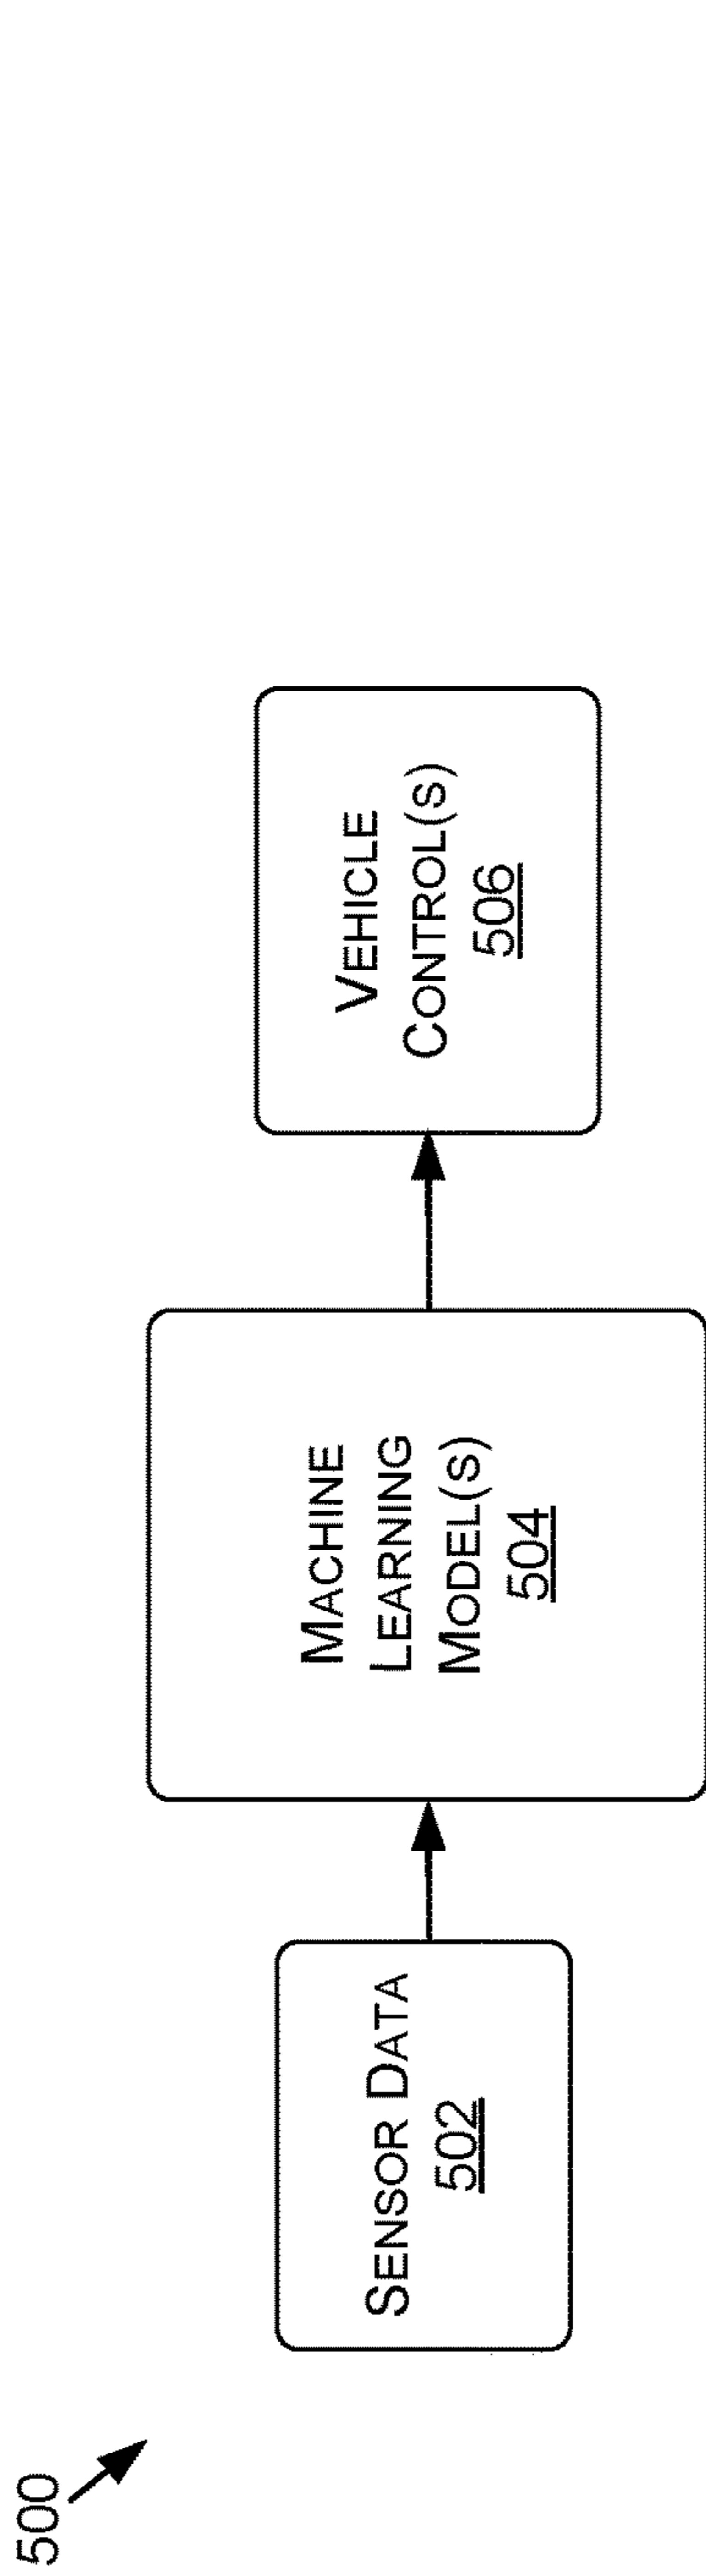 500
SENSOR DATA
502
MACHINE
LEARNING
MODEL(S)
504
VEHICLE
CONTROL(S)
506